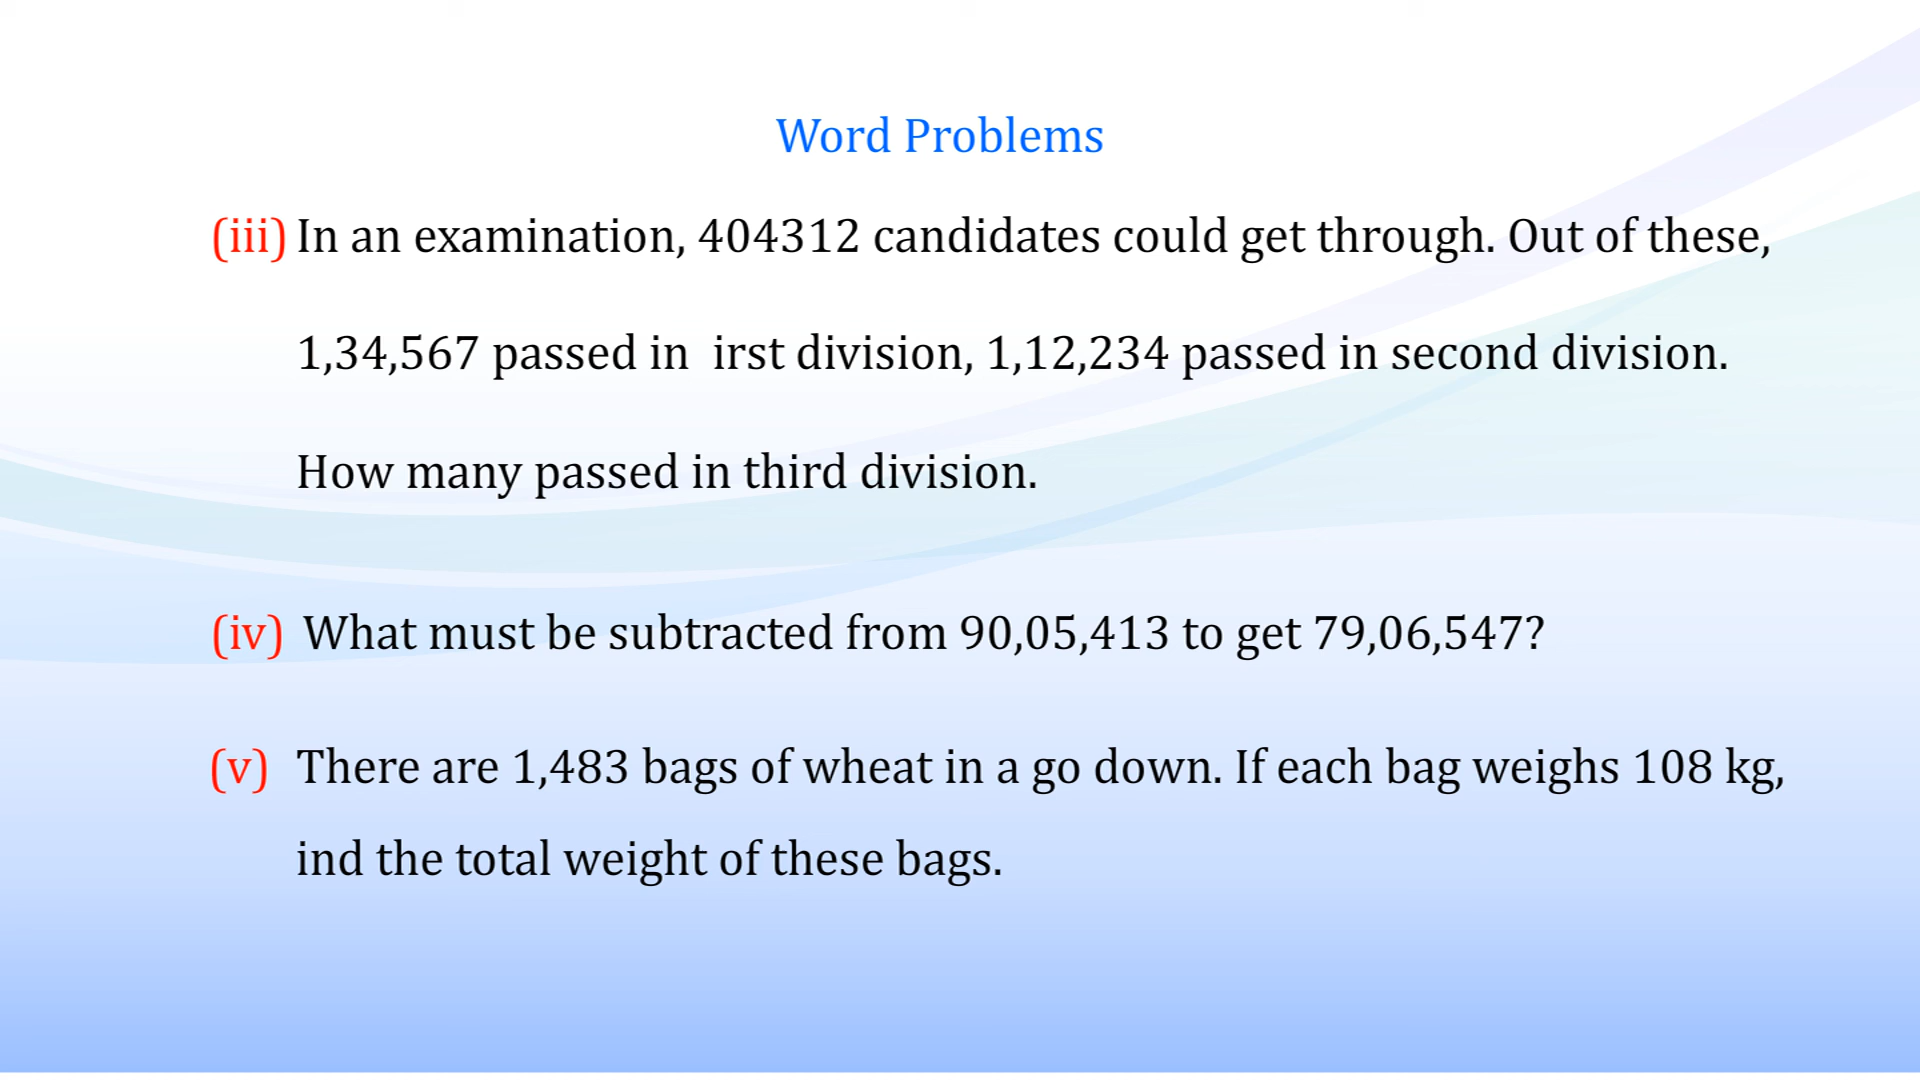 Word Problems
(iii) In an examination, 404312 candidates could get through. Out of these,
1,34,567 passed in irst division, 1,12,234 passed in second division.
How many passed in third division.
(iv) What must be subtracted from 90,05,413 to get 79,06,547?
(v) There are 1,483 bags of wheat in a go down. If each bag weighs 108 kg,
ind the total weight of these bags.